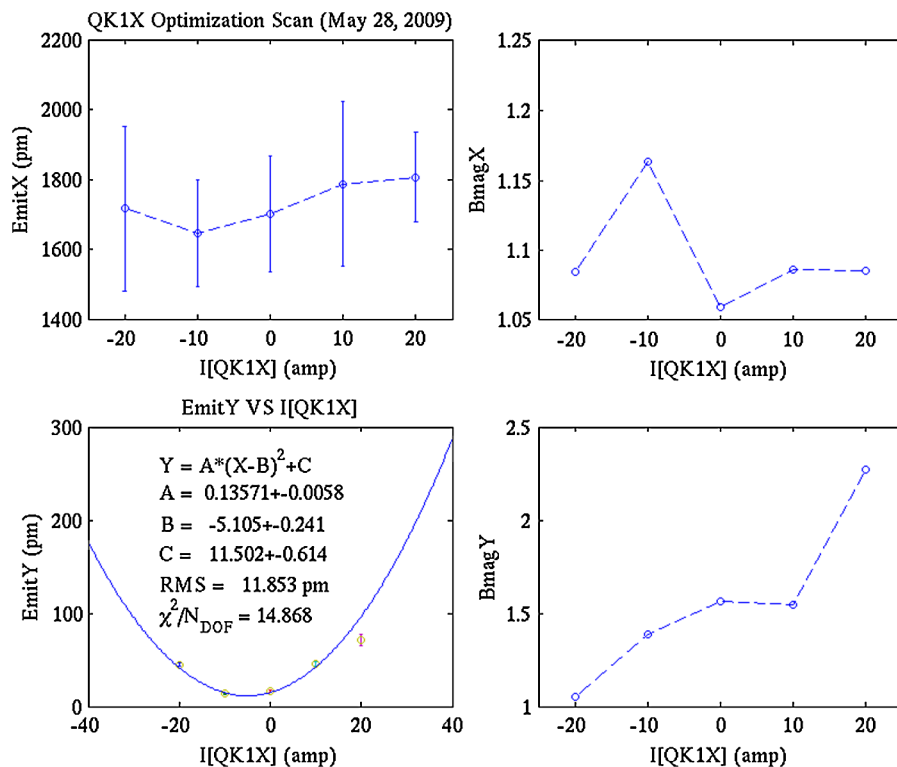 QK1X Optimization Scan (May 28, 2009)
2200
2000
1800
1600
1400
EmitX (pm)
-20 -10 0 10 20
I[QK1X] (amp)
1.25
1.2
1.15
1.1
1.05
BmagX
-20 -10 0 10 20
I[QK1X] (amp)
EmitY VS I[QK1X]
300
200
100
0
EmitY (pm)
Y = A*(X-B)²+C
A = 0.13571+-0.0058
B = -5.105+-0.241
C = 11.502+-0.614
RMS = 11.853 pm
χ²/N_DOF = 14.868
-40 -20 0 20 40
I[QK1X] (amp)
2.5
2
1.5
1
BmagY
-20 -10 0 10 20
I[QK1X] (amp)